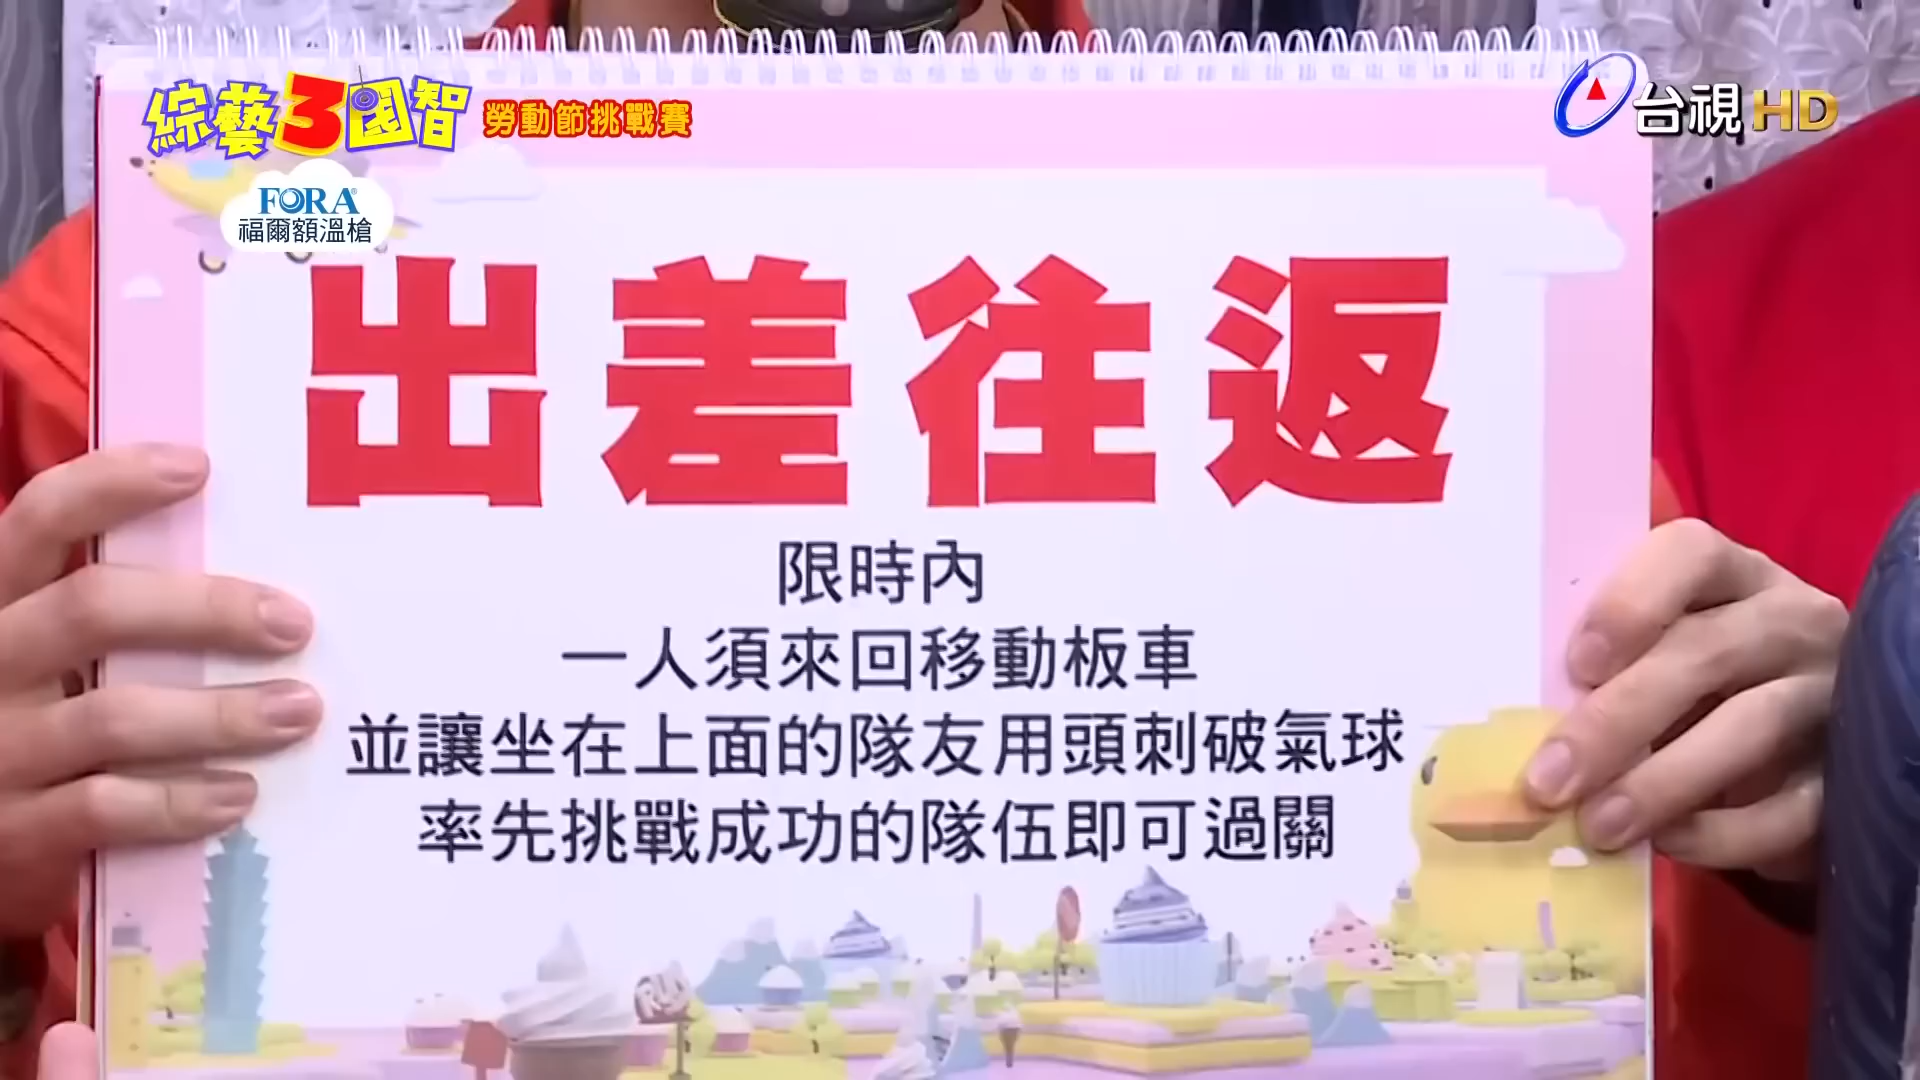 綜藝3國智 勞動節挑戰賽
台視HD
FORA
福爾額溫槍
出差往返
限時內
一人須來回移動板車
並讓坐在上面的隊友用頭刺破氣球
率先挑戰成功的隊伍即可過關
RUN